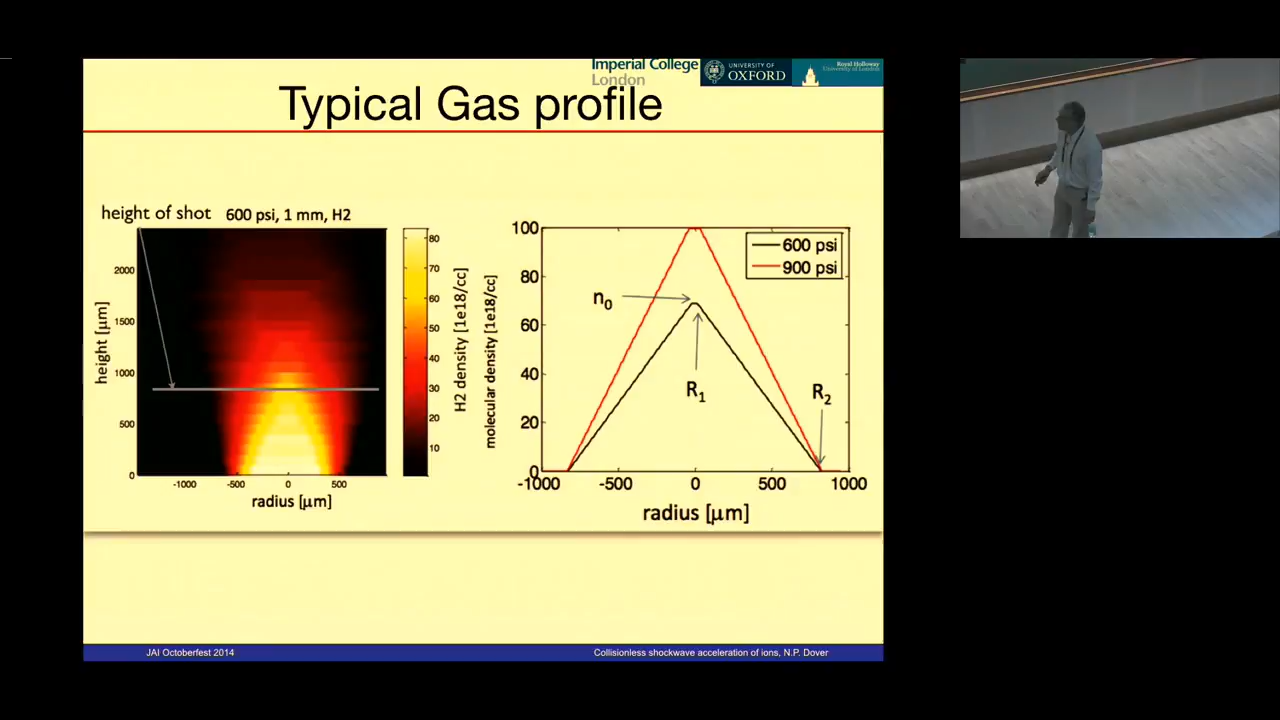 Imperial College
London
UNIVERSITY OF
OXFORD
Royal Holloway
University of London
Typical Gas profile
height of shot
600 psi, 1 mm, H2
2000
1500
1000
500
0
height [μm]
-1000 -500 0 500
radius [μm]
80
70
60
50
40
30
20
10
H2 density [1e18/cc]
molecular density [1e18/cc]
100
80
60
40
20
0
-1000 -500 0 500 1000
radius [μm]
600 psi
900 psi
n0
R1
R2
JAI Octoberfest 2014
Collisionless shockwave acceleration of ions, N.P. Dover